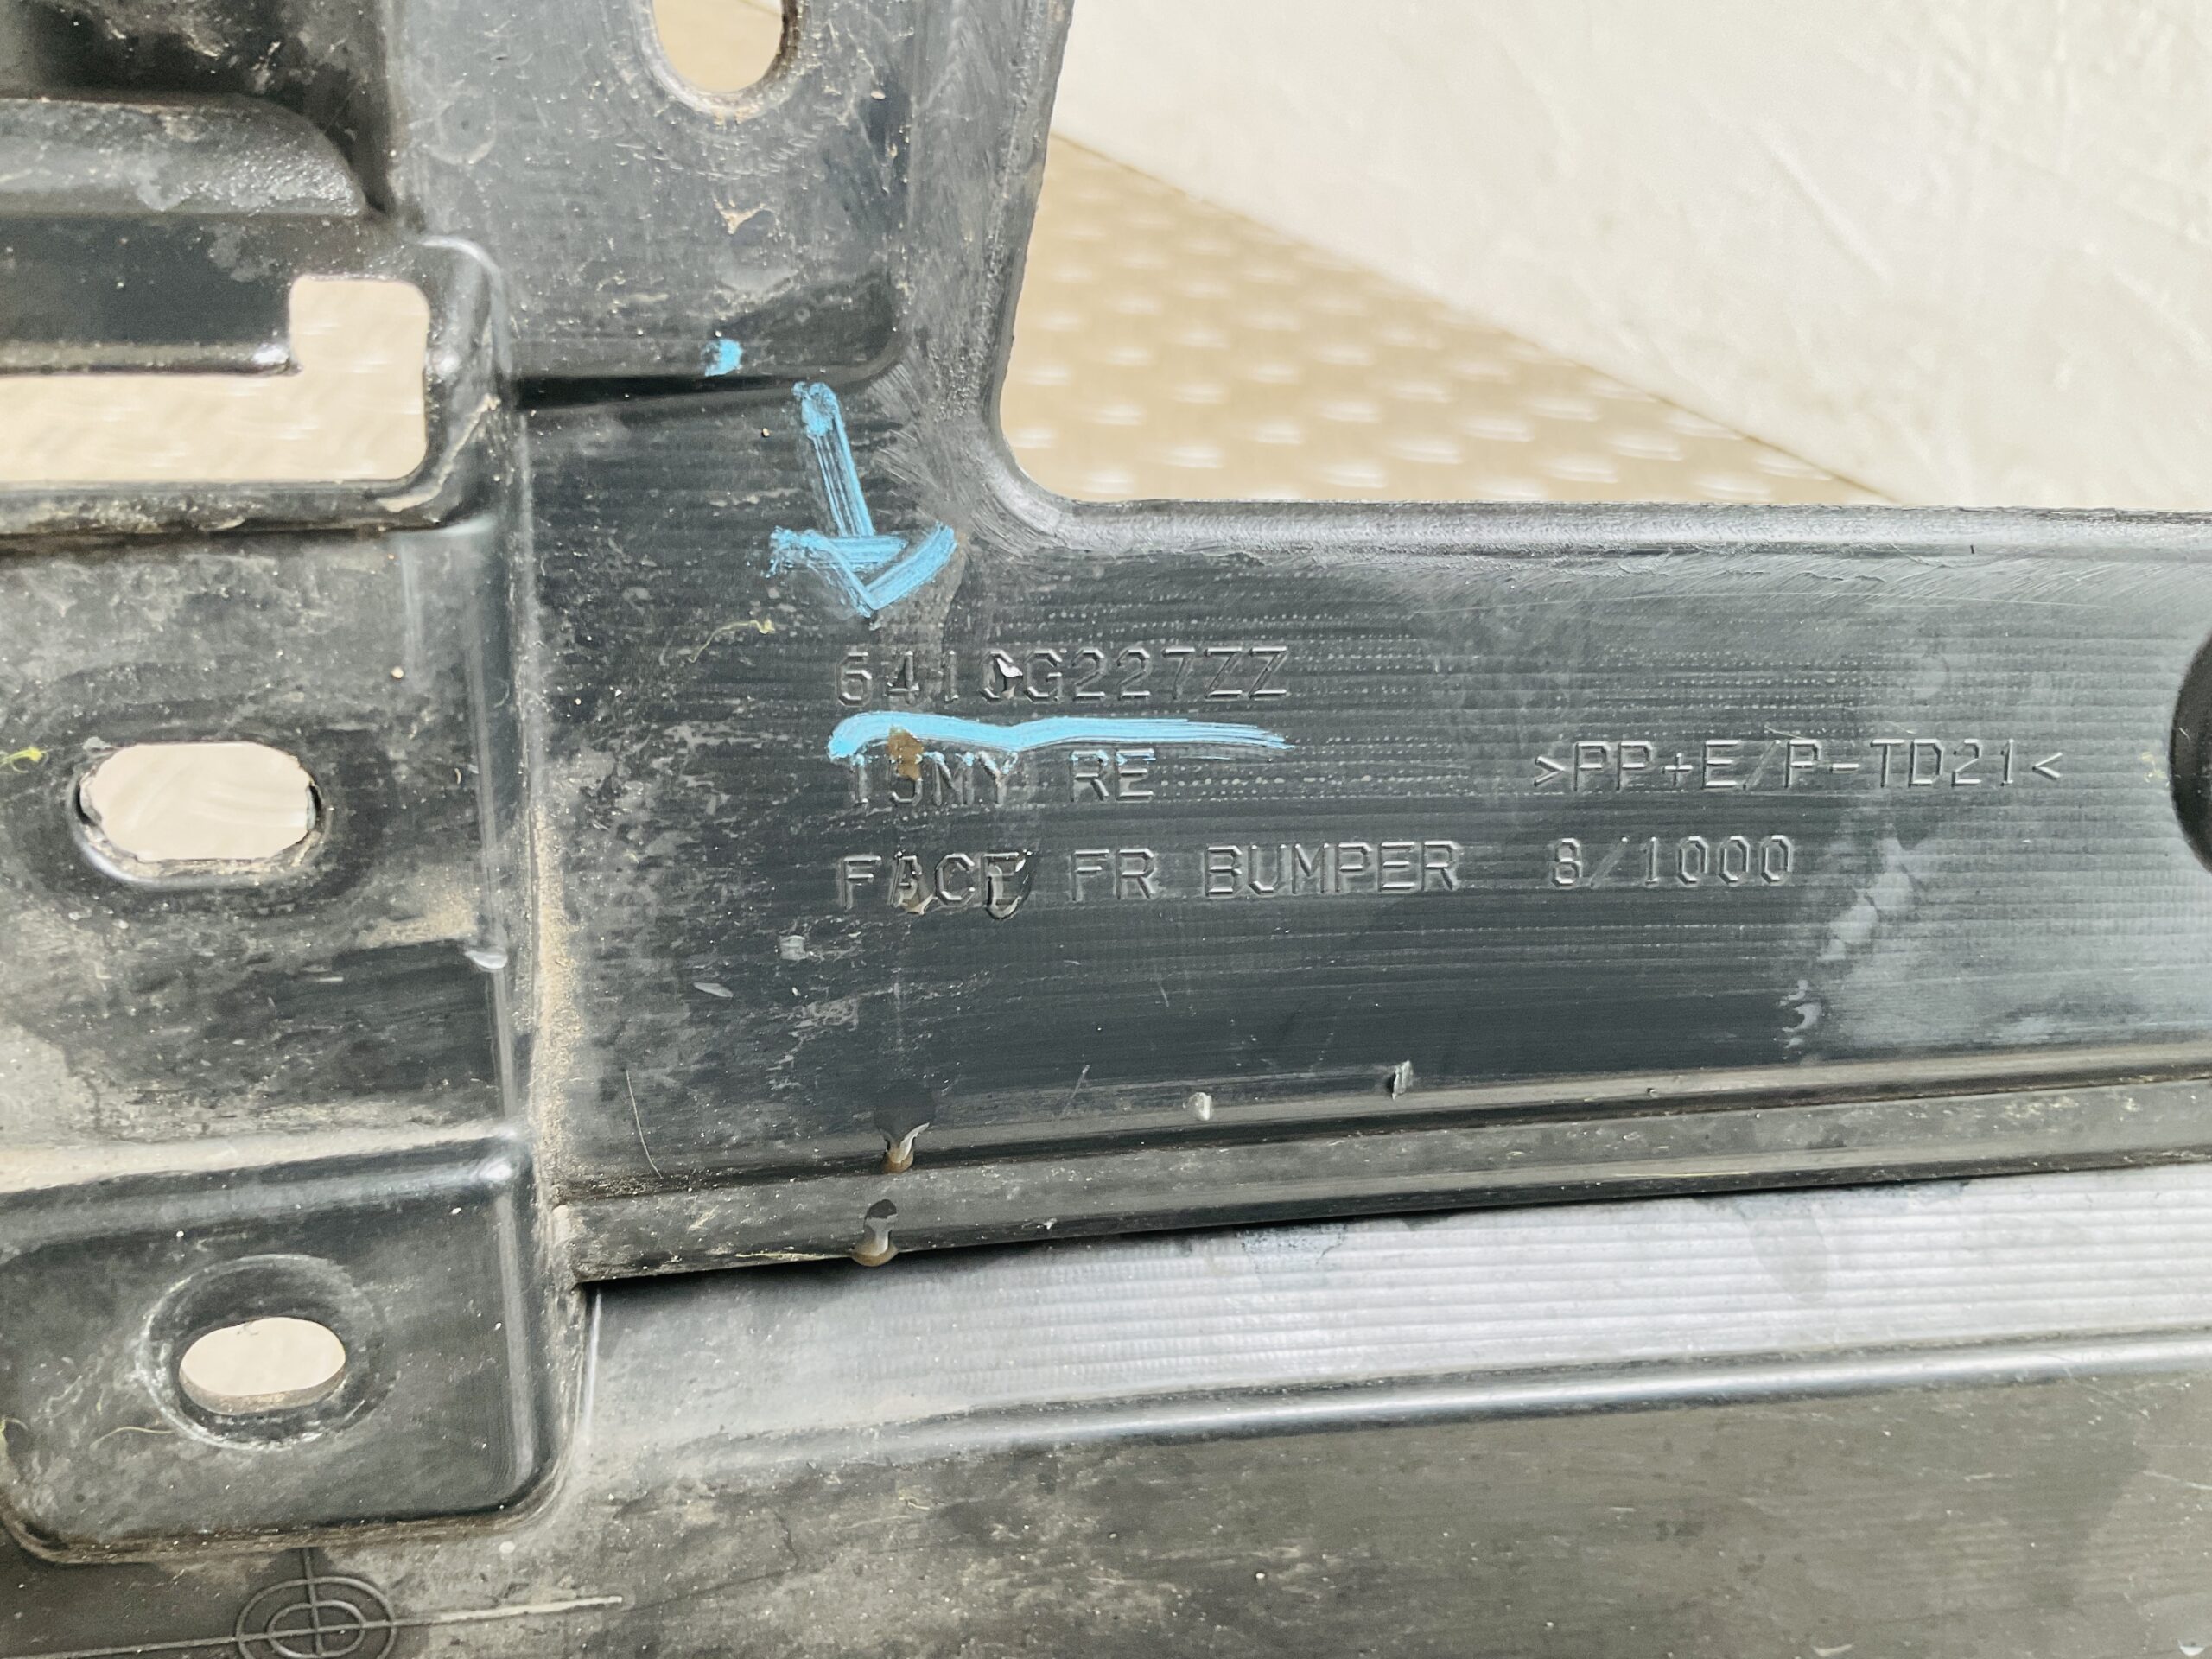 6410G227ZZ
15MY RE
>PP+E/P-TD21<
FACE FR BUMPER 8/1000